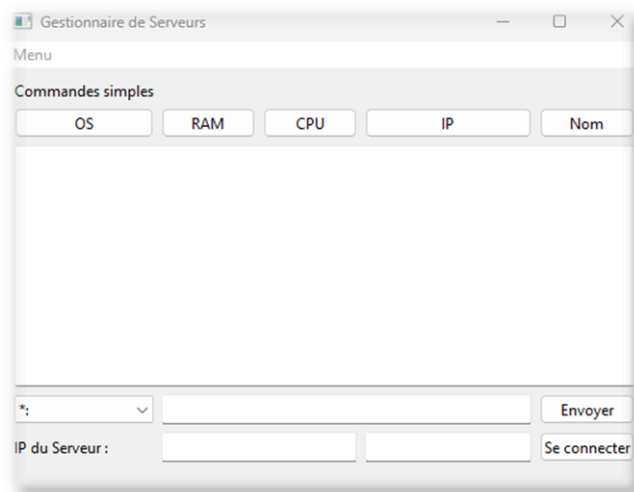 Gestionnaire de Serveurs
Menu
Commandes simples
OS RAM CPU IP Nom
*: Envoyer
IP du Serveur : Se connecter